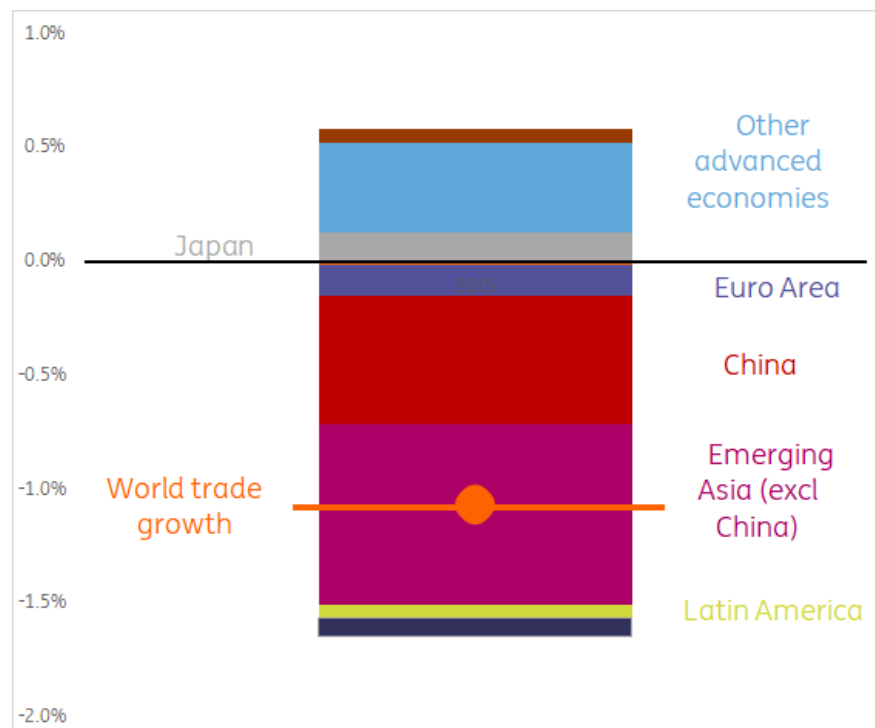 1.0%
0.5%
0.0%
-0.5%
-1.0%
-1.5%
-2.0%
Other
advanced
economies
Japan
Euro Area
China
Emerging
Asia (excl
China)
World trade
growth
Latin America